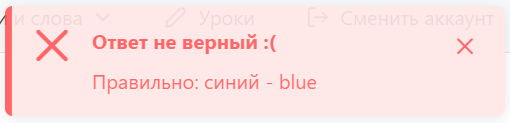 и слова Уроки Сменить аккаунт
Ответ не верный :(
Правильно: синий - blue